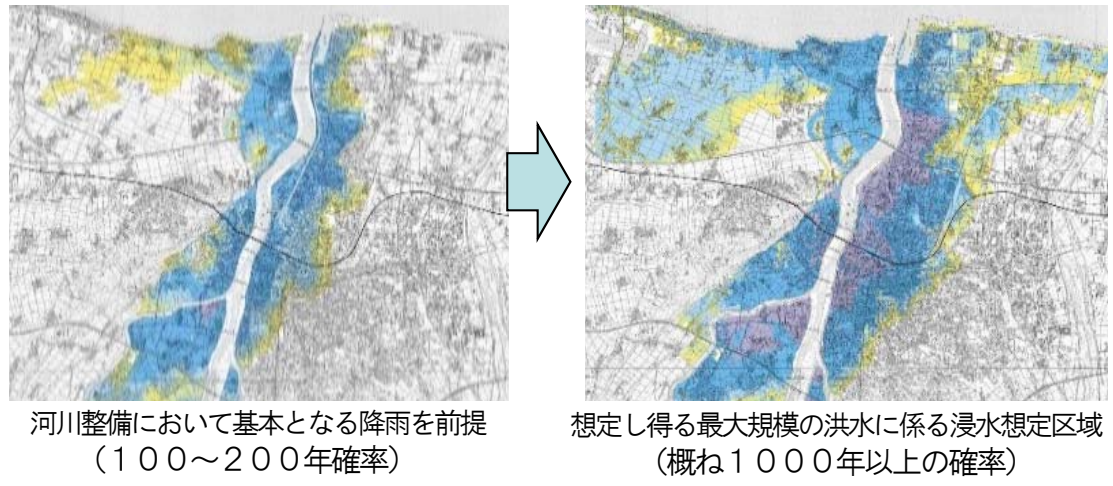 河川整備において基本となる降雨を前提
（１００～２００年確率）
想定し得る最大規模の洪水に係る浸水想定区域
（概ね１０００年以上の確率）